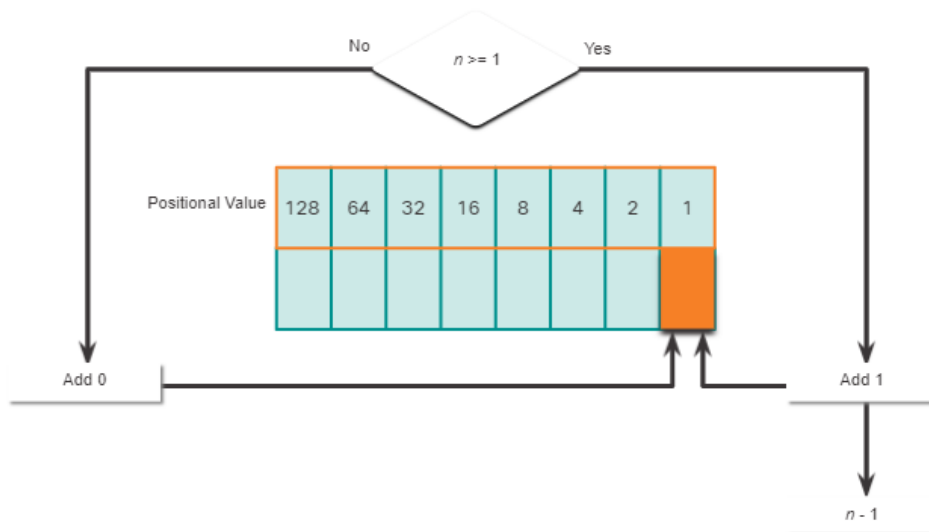 No
n >= 1
Yes
Positional Value 128 64 32 16 8 4 2 1
Add 0
Add 1
n - 1